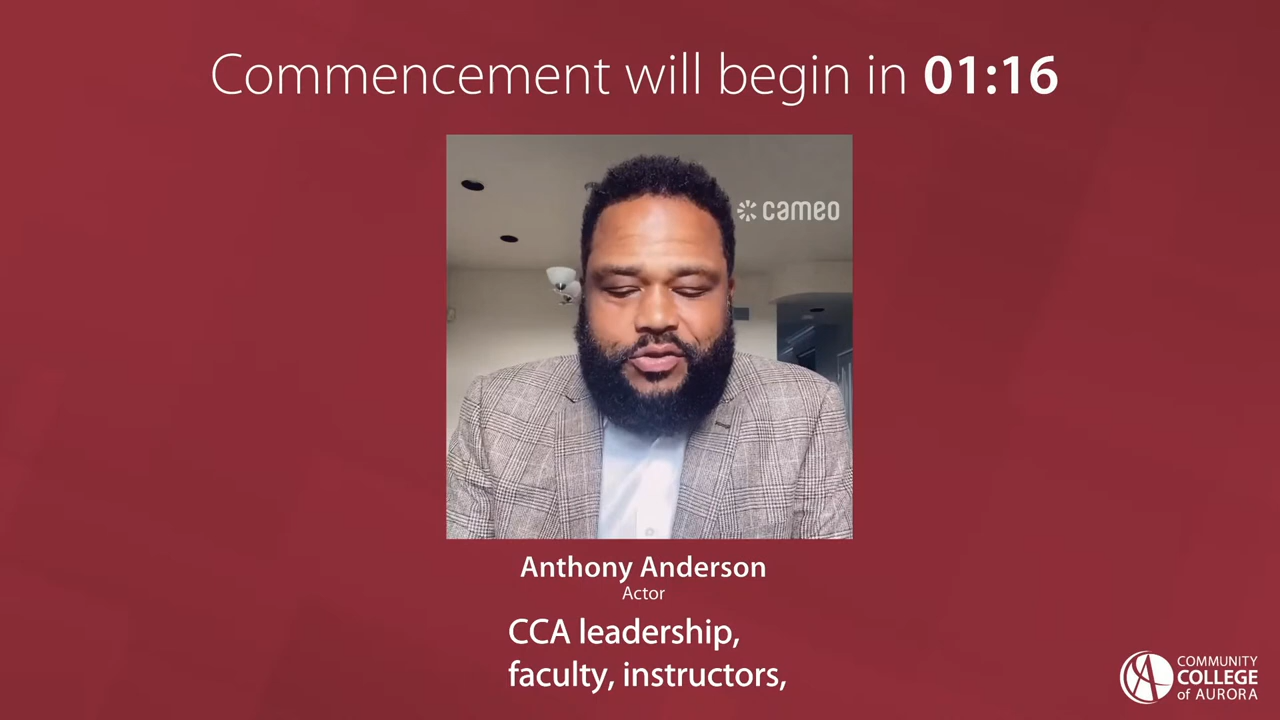 Commencement will begin in 01:16
cameo
Anthony Anderson
Actor
CCA leadership,
faculty, instructors,
COMMUNITY
COLLEGE
of AURORA